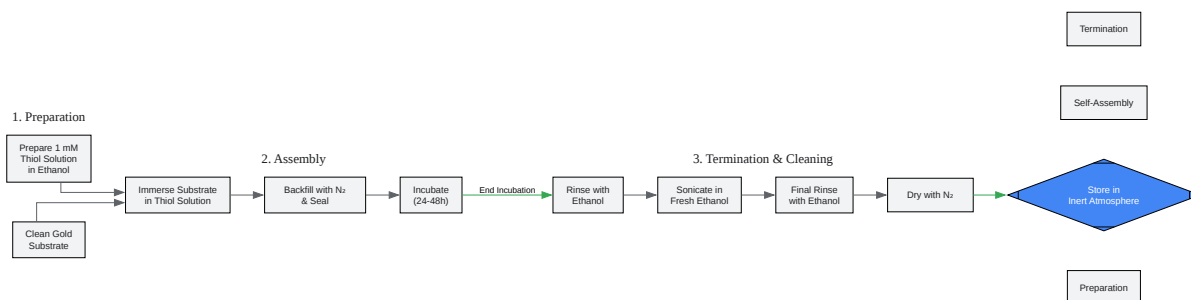 1. Preparation
Prepare 1 mM
Thiol Solution
in Ethanol
Clean Gold
Substrate
2. Assembly
Immerse Substrate
in Thiol Solution
Backfill with N₂
& Seal
Incubate
(24-48h)
End Incubation
3. Termination & Cleaning
Rinse with
Ethanol
Sonicate in
Fresh Ethanol
Final Rinse
with Ethanol
Dry with N₂
Termination
Self-Assembly
Store in
Inert Atmosphere
Preparation